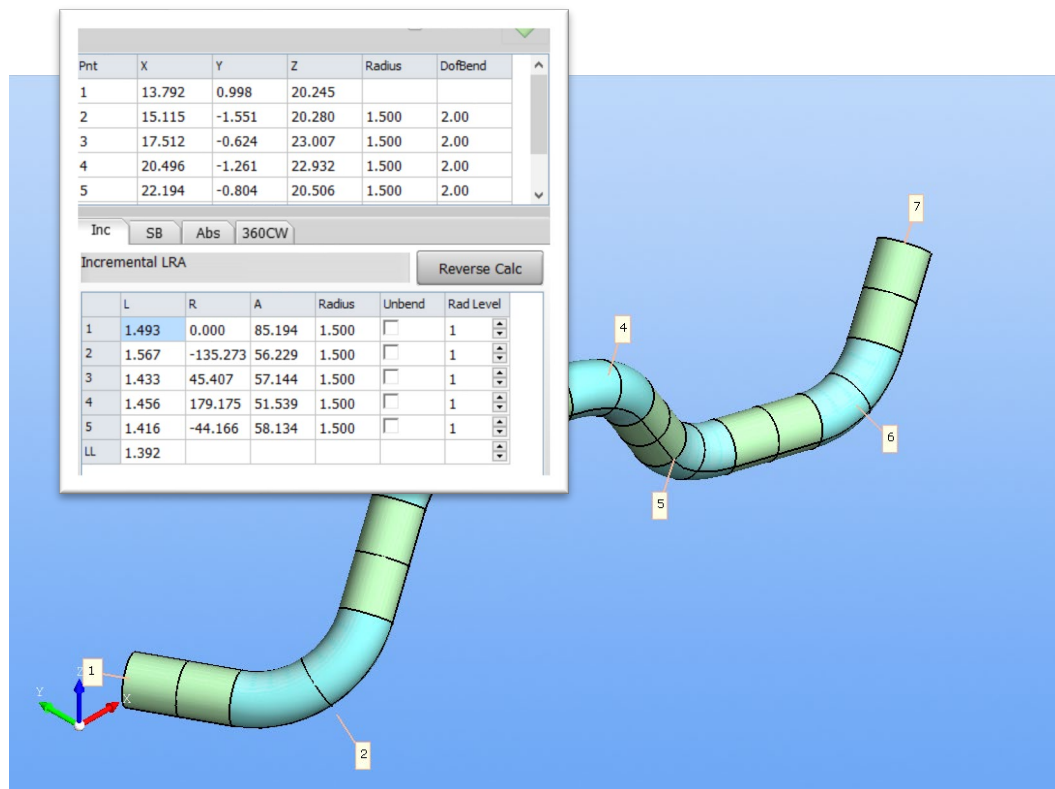 Pnt X Y Z Radius DofBend
1 13.792 0.998 20.245
2 15.115 -1.551 20.280 1.500 2.00
3 17.512 -0.624 23.007 1.500 2.00
4 20.496 -1.261 22.932 1.500 2.00
5 22.194 -0.804 20.506 1.500 2.00
Inc SB Abs 360CW
Incremental LRA Reverse Calc
L R A Radius Unbend Rad Level
1 1.493 0.000 85.194 1.500 1
2 1.567 -135.273 56.229 1.500 1
3 1.433 45.407 57.144 1.500 1
4 1.456 179.175 51.539 1.500 1
5 1.416 -44.166 58.134 1.500 1
LL 1.392
7
4
6
5
1
Z
Y X
2